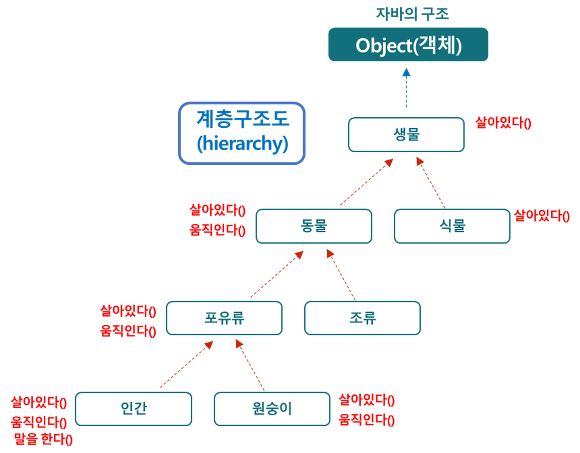 자바의 구조
Object(객체)
계층구조도
(hierarchy)
생물
살아있다()
살아있다()
움직인다()
동물
식물
살아있다()
살아있다()
움직인다()
포유류
조류
살아있다()
움직인다()
말을 한다()
인간
원숭이
살아있다()
움직인다()